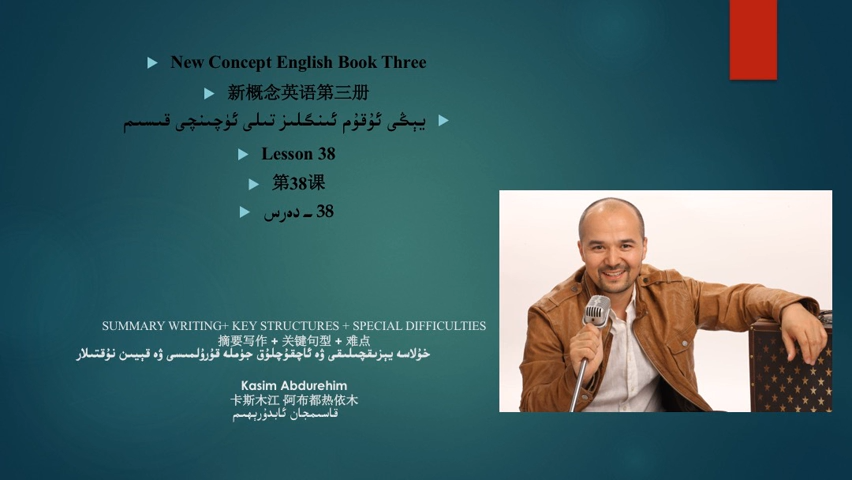 New Concept English Book Three
新概念英语第三册
يېڭى ئۇقۇم ئىنگلىز تىلى ئۈچىنچى قىسىم
Lesson 38
第38课
38 ـ دەرس
SUMMARY WRITING+ KEY STRUCTURES + SPECIAL DIFFICULTIES
摘要写作 + 关键句型 + 难点
خۇلاسە يېزىقچىلىقى ۋە ئاچقۇچلۇق جۈملە قۇرۇلمىسى ۋە قېيىن نۇقتىلار
Kasim Abdurehim
卡斯木江 阿布都热依木
قاسىمجان ئابدۇرېھىم